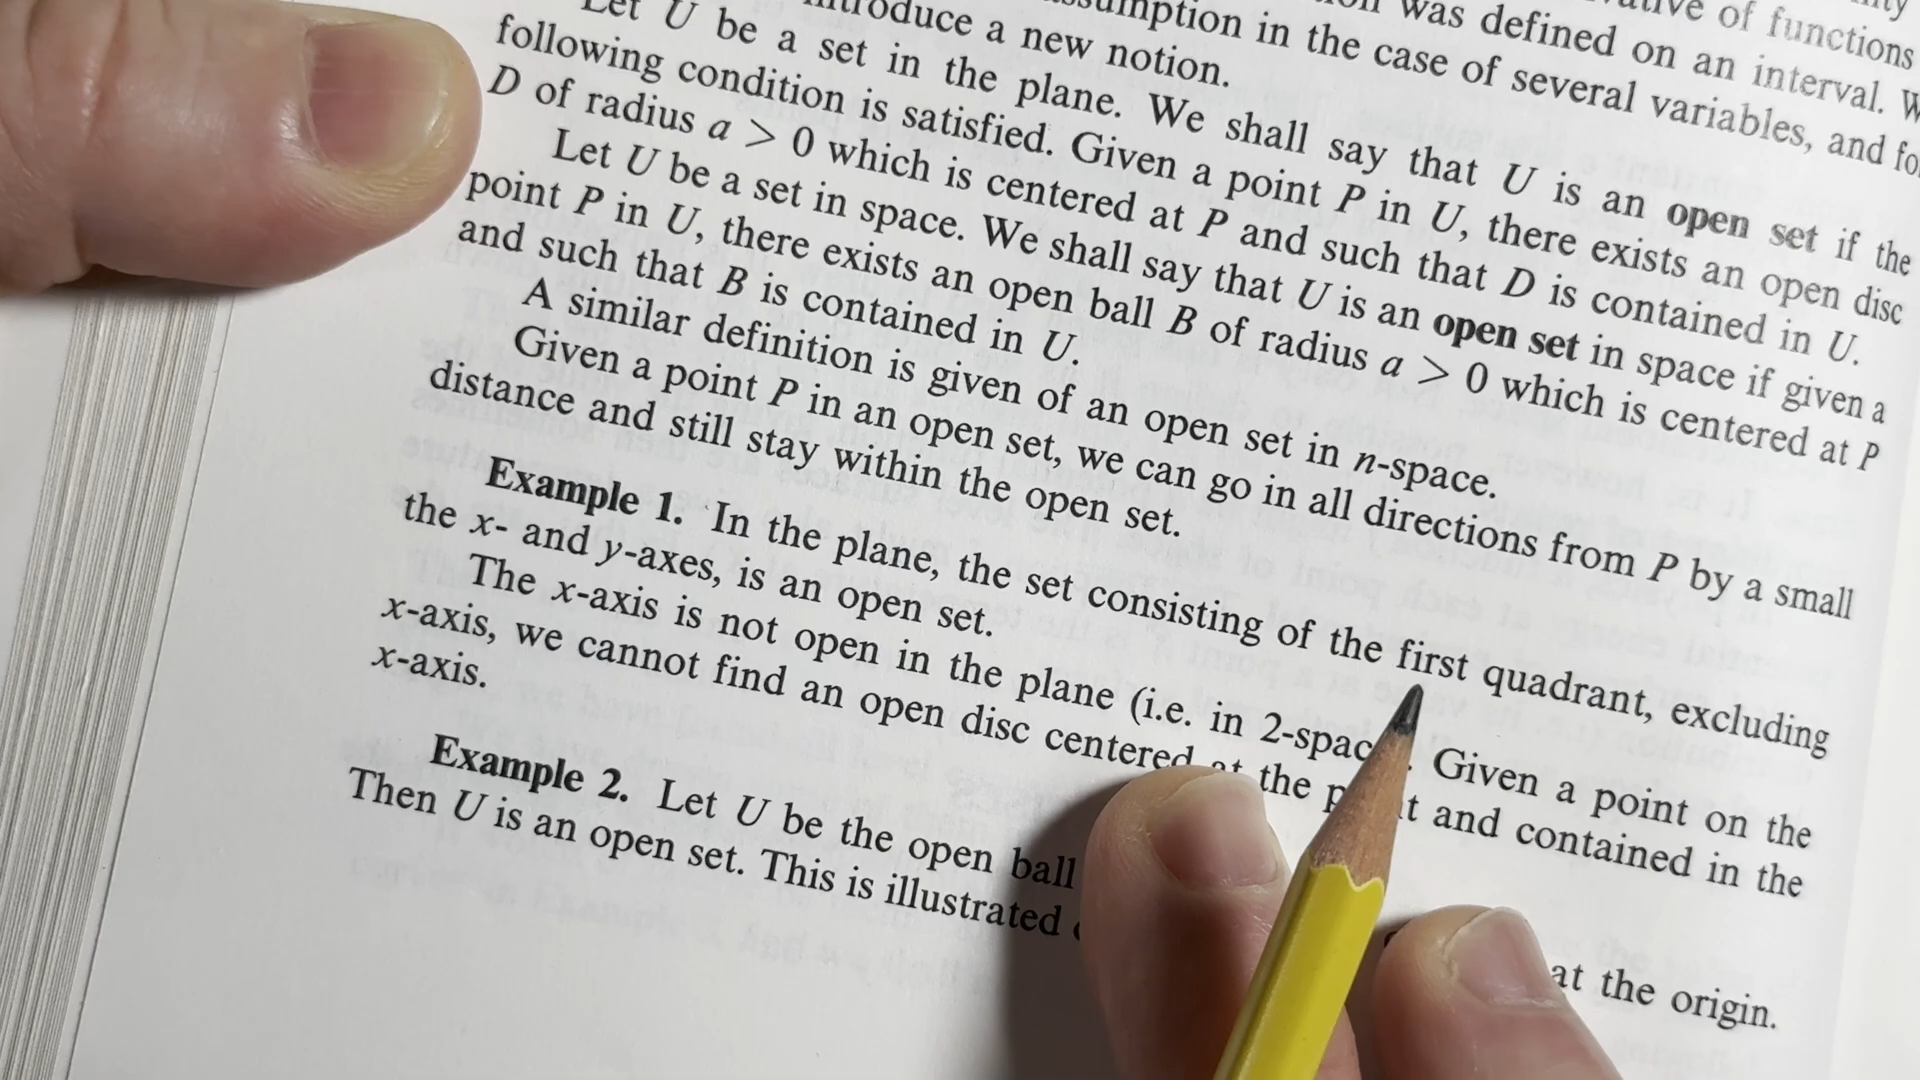 ative of functions
was defined on an interval. W
assumption in the case of several variables, and fo
introduce a new notion.
Let U be a set in the plane. We shall say that U is an open set if the
following condition is satisfied. Given a point P in U, there exists an open disc
D of radius a > 0 which is centered at P and such that D is contained in U.
Let U be a set in space. We shall say that U is an open set in space if given a
point P in U, there exists an open ball B of radius a > 0 which is centered at P
and such that B is contained in U.
A similar definition is given of an open set in n-space.
Given a point P in an open set, we can go in all directions from P by a small
distance and still stay within the open set.
Example 1. In the plane, the set consisting of the first quadrant, excluding
the x- and y-axes, is an open set.
The x-axis is not open in the plane (i.e. in 2-spac . Given a point on the
x-axis, we cannot find an open disc centered at the p t and contained in the
x-axis.
Example 2. Let U be the open ball at the origin.
Then U is an open set. This is illustrated